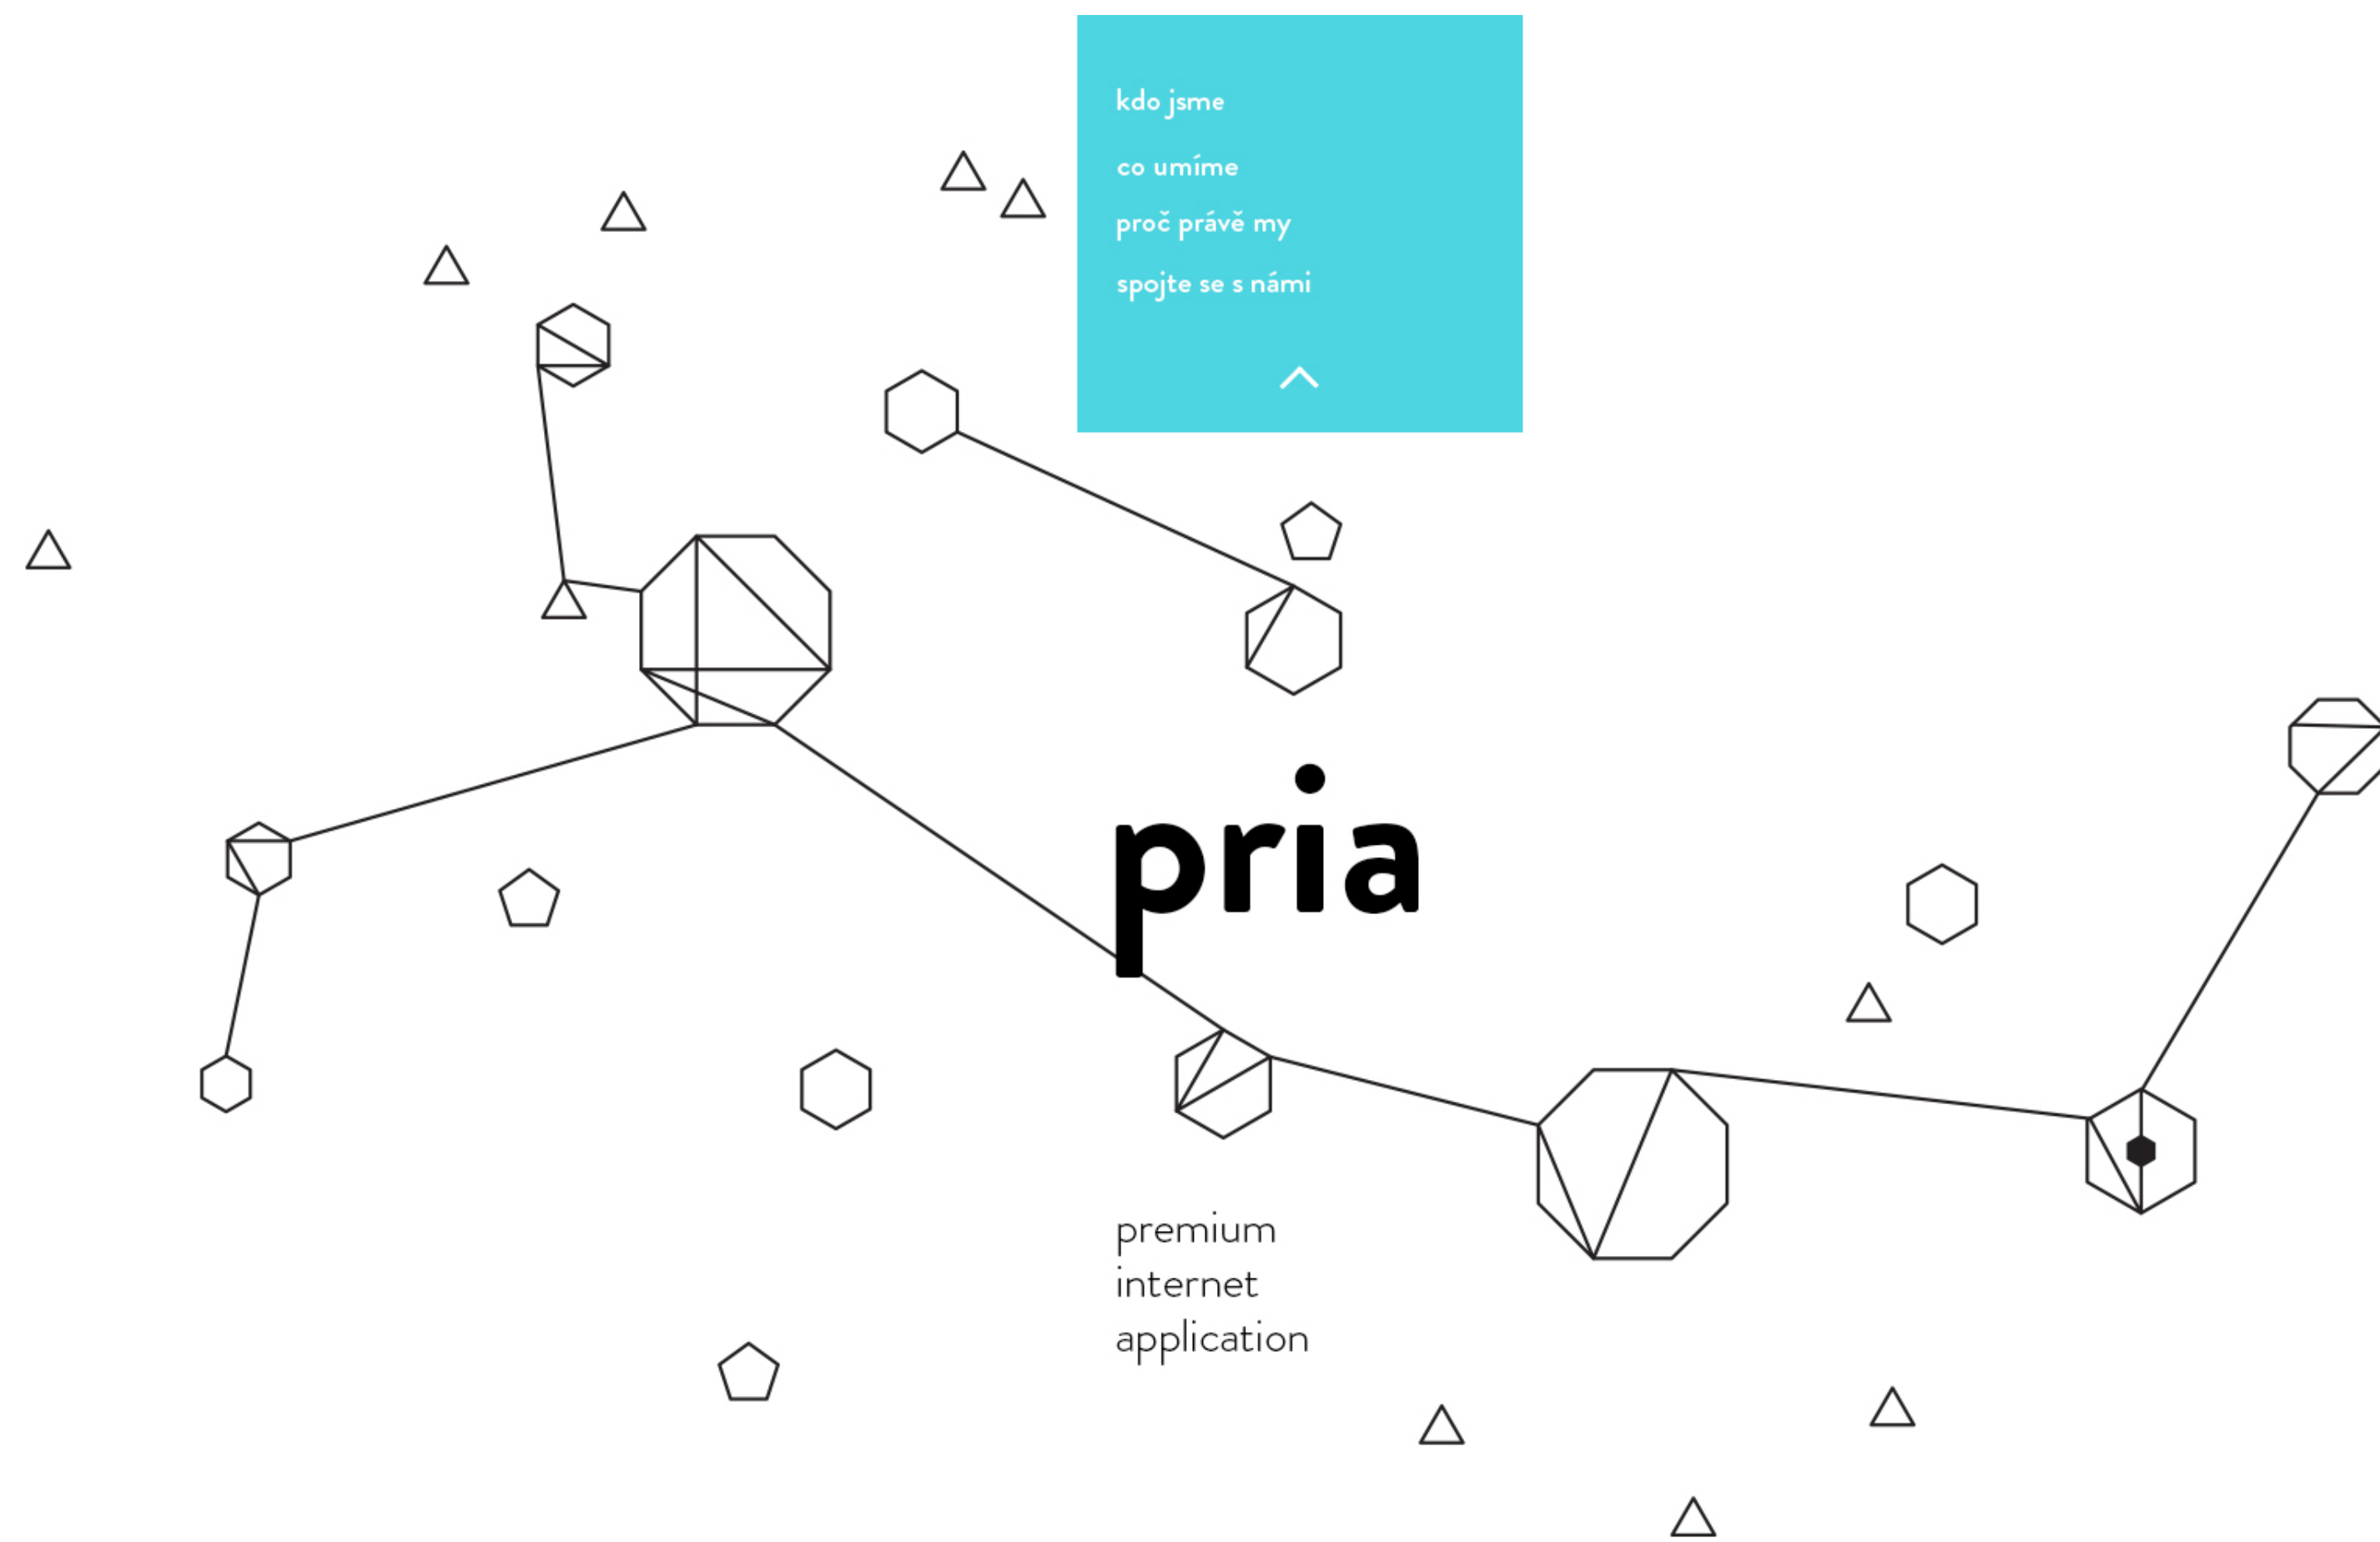 kdo jsme
co umíme
proč právě my
spojte se s námi
pria
premium
internet
application